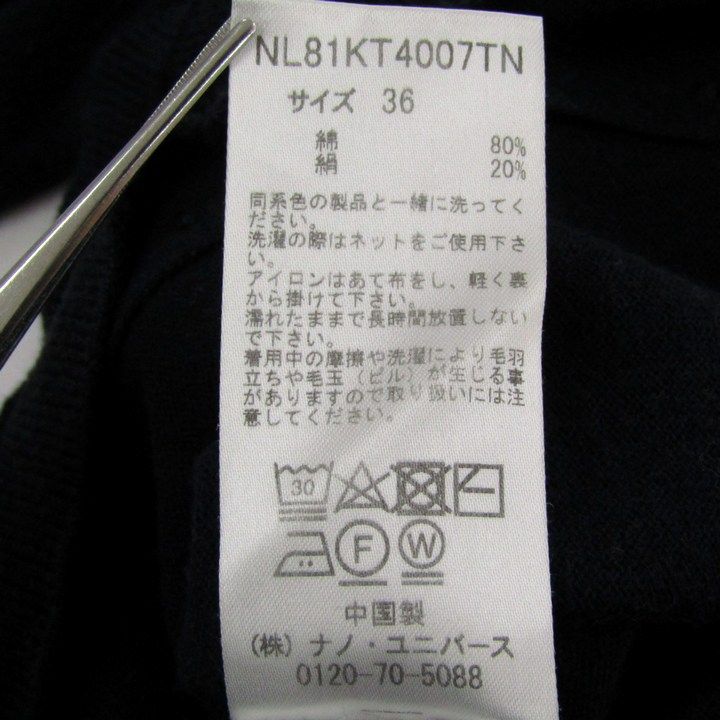 NL81KT4007TN
サイズ 36
綿 80%
絹 20%
同系色の製品と一緒に洗ってく
ださい。
洗濯の際はネットをご使用下さ
い。
アイロンはあて布をし、軽く裏
から掛けて下さい。
濡れたままで長時間放置しない
で下さい。
着用中の摩擦や洗濯により毛羽
立ちや毛玉（ピル）が生じる事
がありますので取り扱いには注
意してください。
30
F W
中国製
(株) ナノ・ユニバース
0120-70-5088